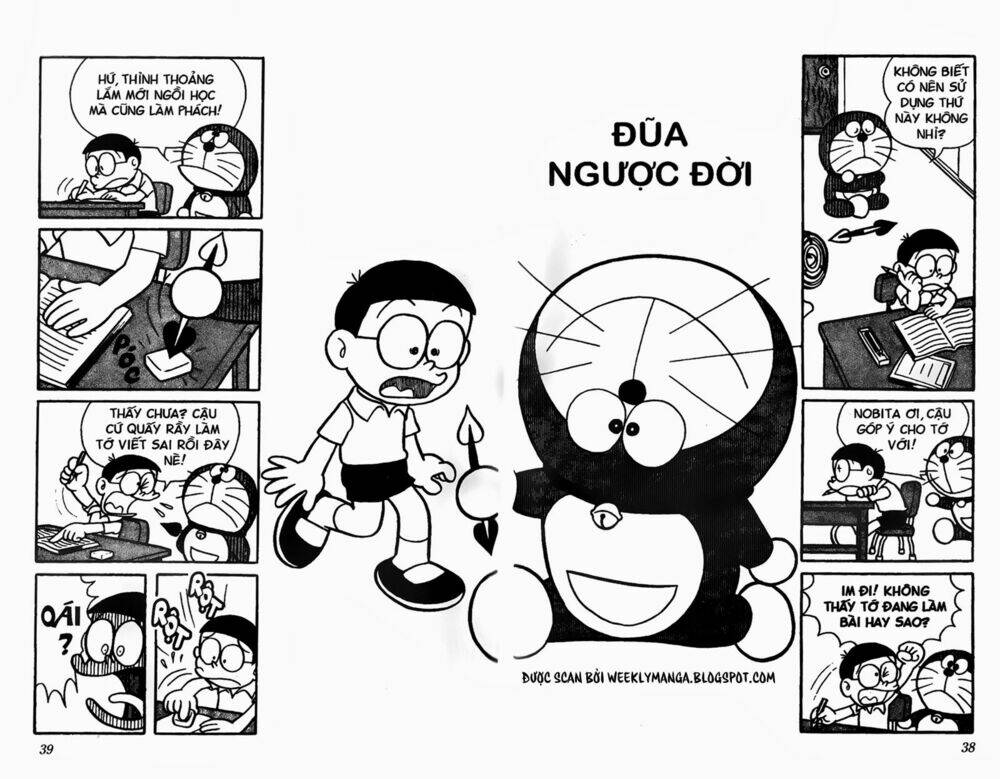 ĐŨA
NGƯỢC ĐỜI
KHÔNG BIẾT
CÓ NÊN SỬ
DỤNG THỨ
NÀY KHÔNG
NHỈ?
NOBITA ƠI, CẬU
GÓP Ý CHO TỚ
VỚI!
IM ĐI! KHÔNG
THẤY TỚ ĐANG LÀM
BÀI HAY SAO?
ĐƯỢC SCAN BỞI WEEKLYMANGA.BLOGSPOT.COM
38
HỨ, THỈNH THOẢNG
LẮM MỚI NGỒI HỌC
MÀ CŨNG LÀM PHÁCH!
PÓC
THẤY CHƯA? CẬU
CỨ QUẤY RẦY LÀM
TỚ VIẾT SAI RỒI ĐÂY
NÈ!
RỘT
RỘT
QÁI
?
39